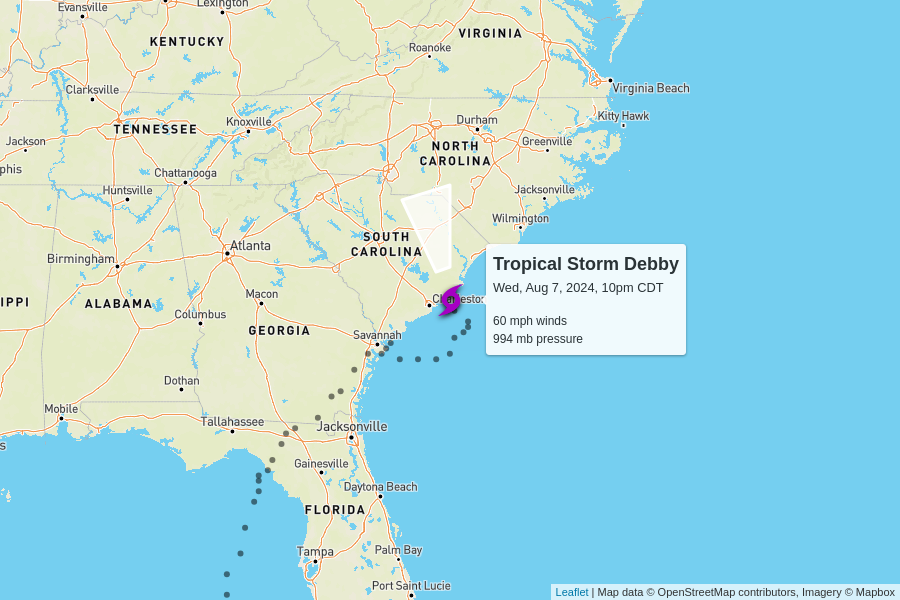 Evansville
Lexington
KENTUCKY
VIRGINIA
Roanoke
Clarksville
Virginia Beach
Kitty Hawk
Knoxville
Durham
TENNESSEE
Jackson
NORTH
CAROLINA
Greenville
phis
Chattanooga
Huntsville
Jacksonville
Wilmington
SOUTH
CAROLINA
Atlanta
Birmingham
Tropical Storm Debby
Wed, Aug 7, 2024, 10pm CDT
60 mph winds
994 mb pressure
IPPI
ALABAMA
Macon
Columbus
GEORGIA
Savannah
Dothan
Mobile
Tallahassee
Jacksonville
s
Gainesville
Daytona Beach
FLORIDA
Tampa
Palm Bay
Port Saint Lucie
Leaflet | Map data © OpenStreetMap contributors, Imagery © Mapbox